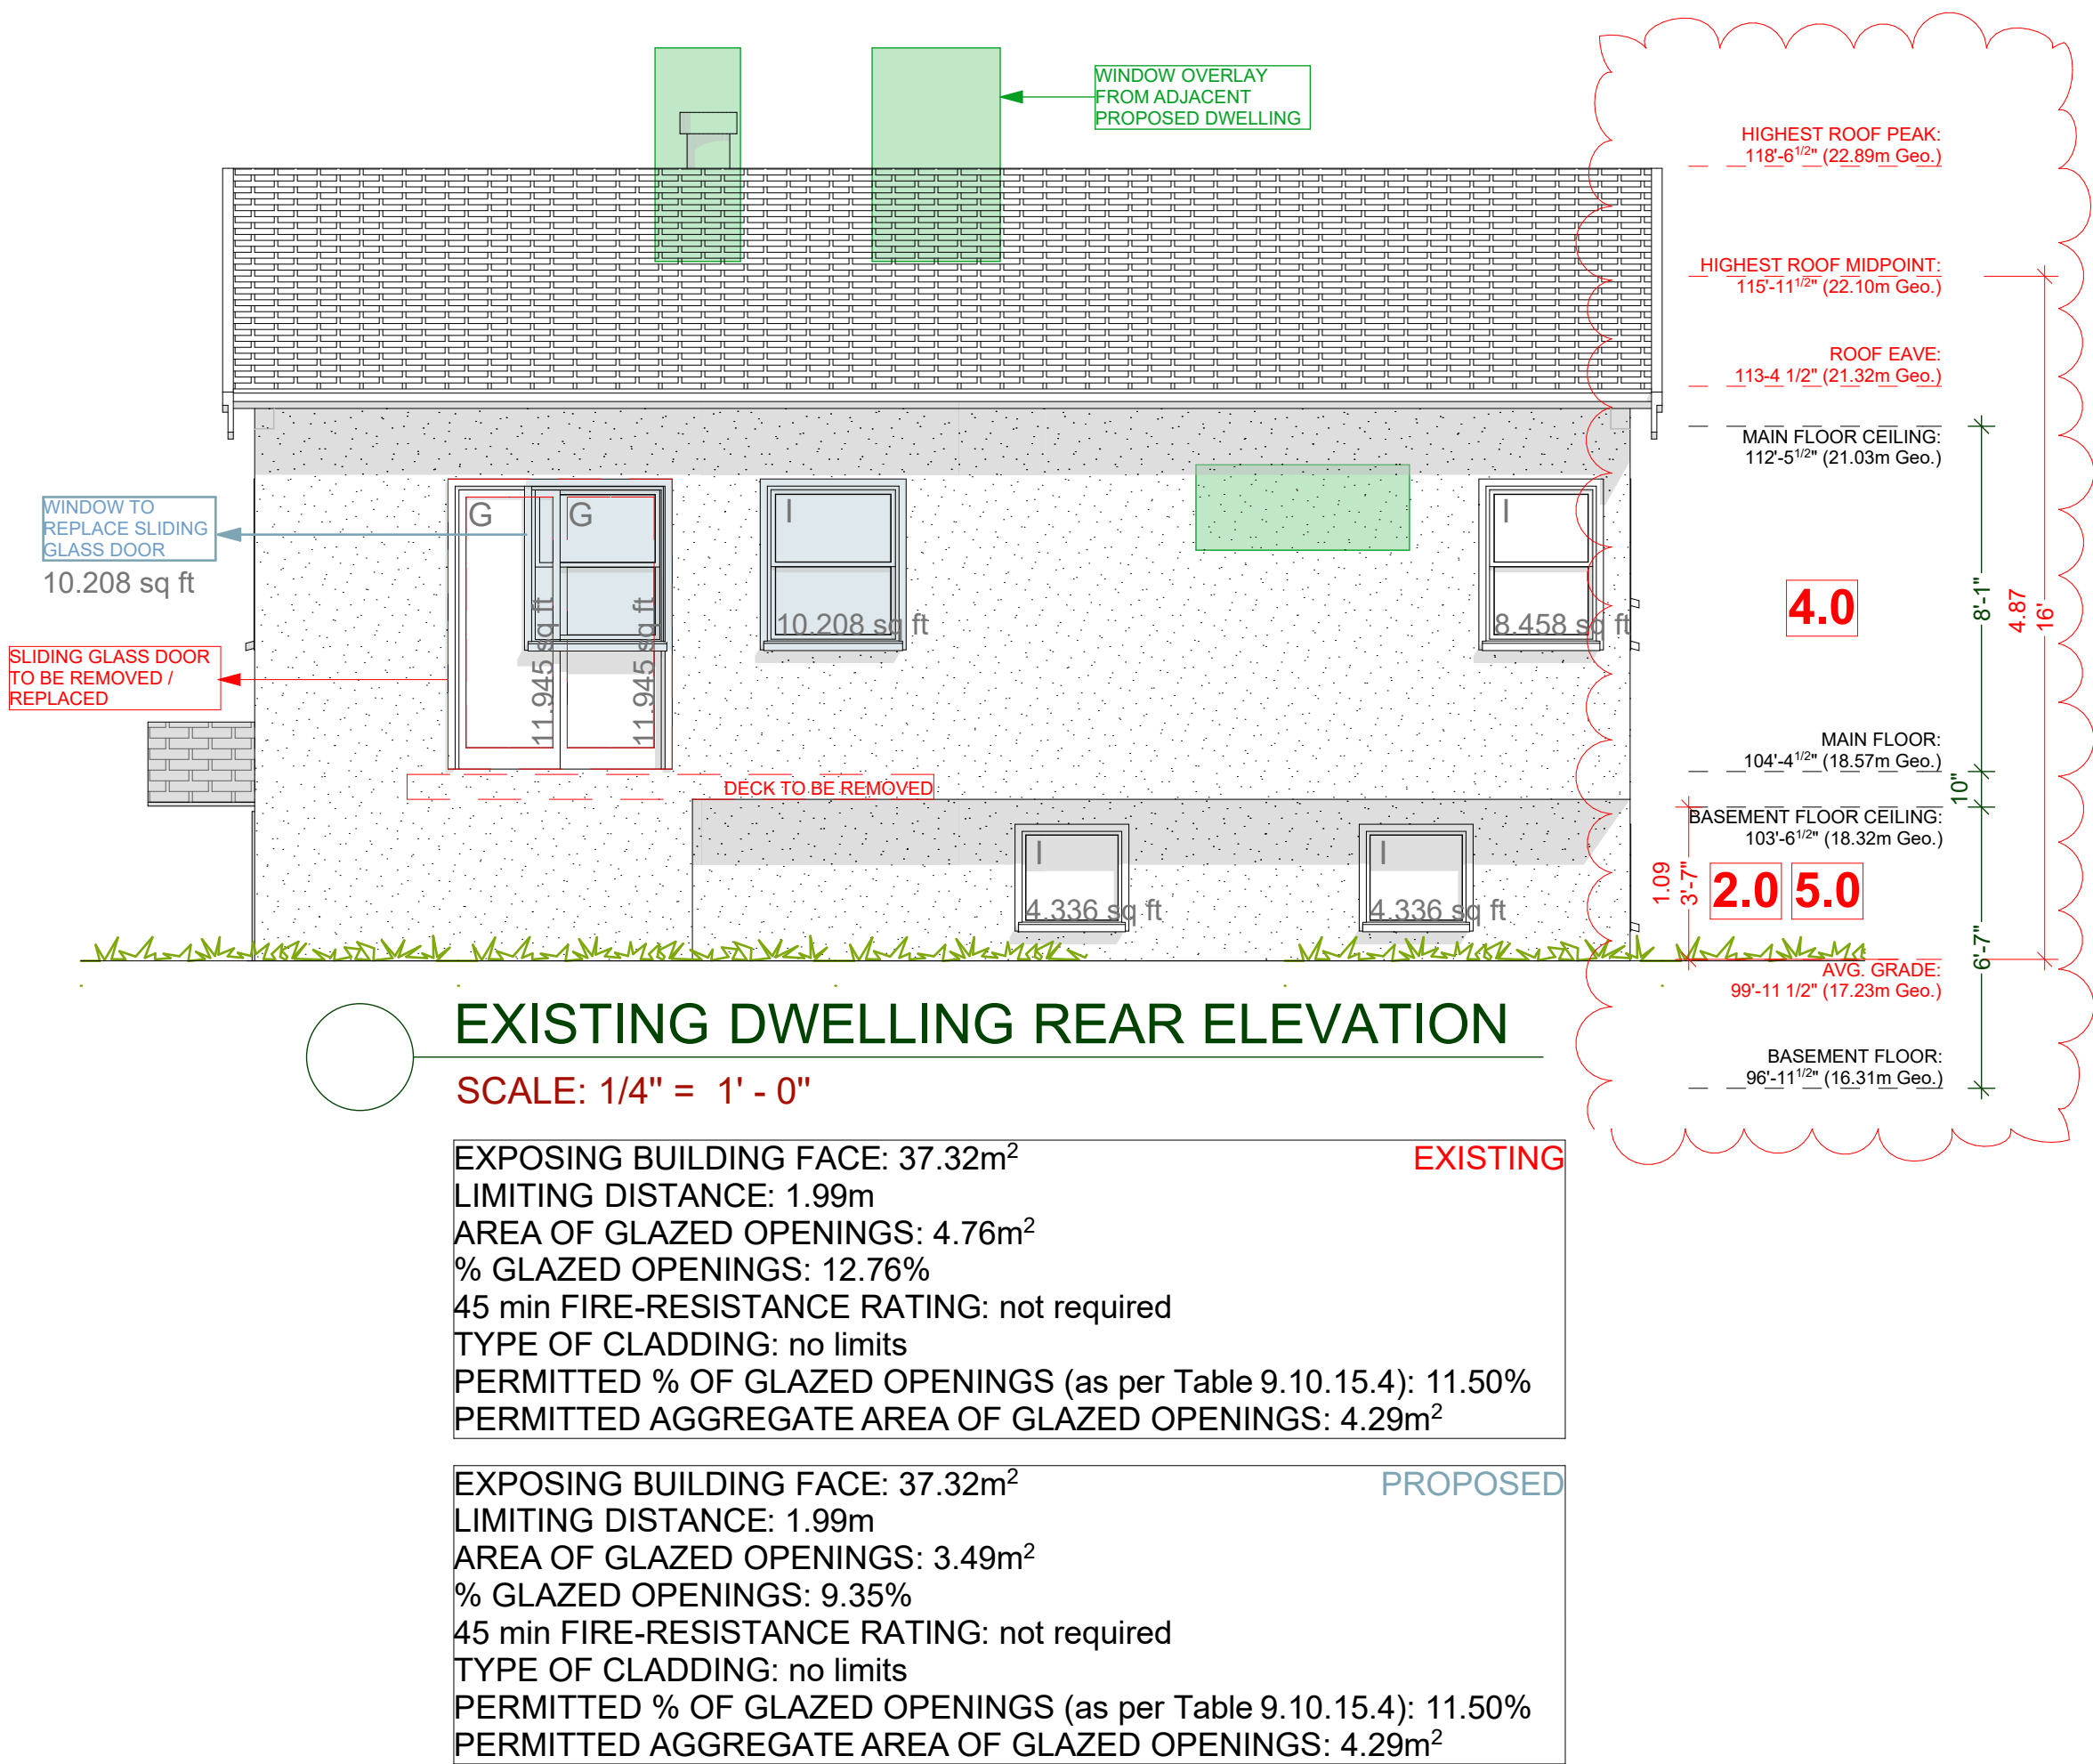 WINDOW OVERLAY
FROM ADJACENT
PROPOSED DWELLING
HIGHEST ROOF PEAK:
118'-6 1/2" (22.89m Geo.)
HIGHEST ROOF MIDPOINT:
115'-11 1/2" (22.10m Geo.)
ROOF EAVE:
113-4 1/2" (21.32m Geo.)
MAIN FLOOR CEILING:
112'-5 1/2" (21.03m Geo.)
WINDOW TO
REPLACE SLIDING
GLASS DOOR
10.208 sq ft
G
G
I
I
11.945 sq ft
11.945 sq ft
10.208 sq ft
8.458 sq ft
SLIDING GLASS DOOR
TO BE REMOVED /
REPLACED
4.0
8'-1"
4.87
16'
MAIN FLOOR:
104'-4 1/2" (18.57m Geo.)
10"
DECK TO BE REMOVED
BASEMENT FLOOR CEILING:
103'-6 1/2" (18.32m Geo.)
I
I
4.336 sq ft
4.336 sq ft
1.09
3'-7"
2.0
5.0
6'-7"
AVG. GRADE:
99'-11 1/2" (17.23m Geo.)
BASEMENT FLOOR:
96'-11 1/2" (16.31m Geo.)
EXISTING DWELLING REAR ELEVATION
SCALE: 1/4" = 1' - 0"
EXPOSING BUILDING FACE: 37.32m² EXISTING
LIMITING DISTANCE: 1.99m
AREA OF GLAZED OPENINGS: 4.76m²
% GLAZED OPENINGS: 12.76%
45 min FIRE-RESISTANCE RATING: not required
TYPE OF CLADDING: no limits
PERMITTED % OF GLAZED OPENINGS (as per Table 9.10.15.4): 11.50%
PERMITTED AGGREGATE AREA OF GLAZED OPENINGS: 4.29m²
EXPOSING BUILDING FACE: 37.32m² PROPOSED
LIMITING DISTANCE: 1.99m
AREA OF GLAZED OPENINGS: 3.49m²
% GLAZED OPENINGS: 9.35%
45 min FIRE-RESISTANCE RATING: not required
TYPE OF CLADDING: no limits
PERMITTED % OF GLAZED OPENINGS (as per Table 9.10.15.4): 11.50%
PERMITTED AGGREGATE AREA OF GLAZED OPENINGS: 4.29m²